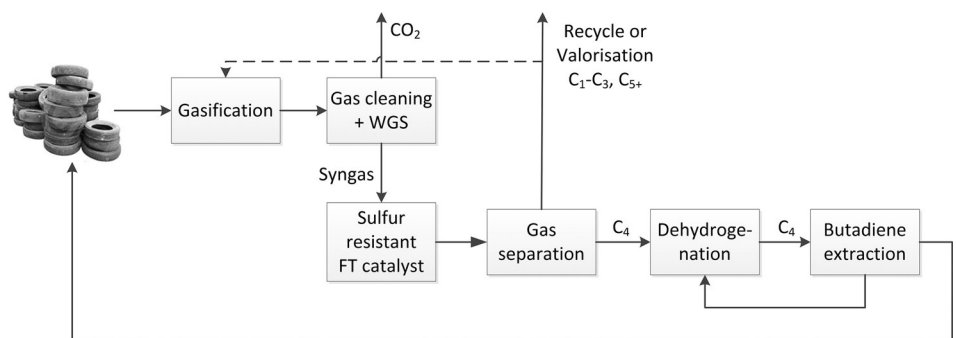 CO₂
Recycle or
Valorisation
C₁-C₃, C₅₊
Gasification
Gas cleaning
+ WGS
Syngas
Sulfur
resistant
FT catalyst
Gas
separation
C₄
Dehydroge-
nation
C₄
Butadiene
extraction